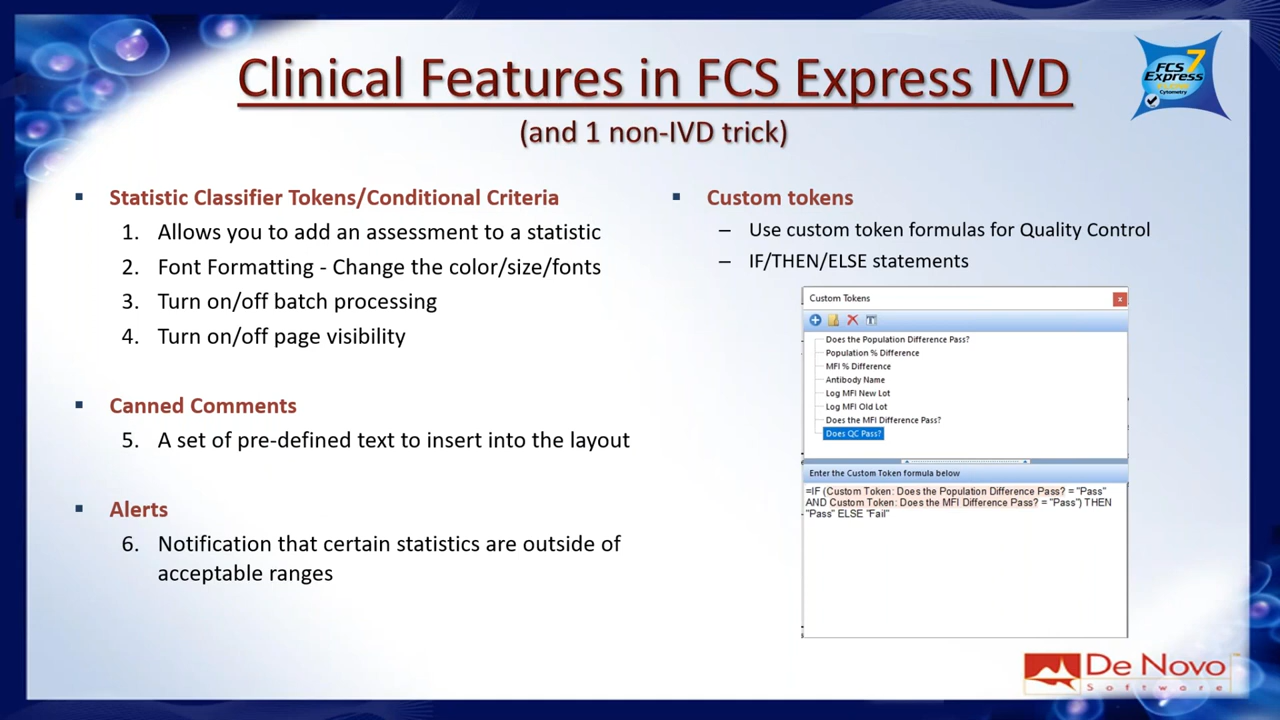 Clinical Features in FCS Express IVD
(and 1 non-IVD trick)
FCS 7
Express
Cytometry
▪ Statistic Classifier Tokens/Conditional Criteria
1. Allows you to add an assessment to a statistic
2. Font Formatting - Change the color/size/fonts
3. Turn on/off batch processing
4. Turn on/off page visibility
▪ Canned Comments
5. A set of pre-defined text to insert into the layout
▪ Alerts
6. Notification that certain statistics are outside of
acceptable ranges
▪ Custom tokens
– Use custom token formulas for Quality Control
– IF/THEN/ELSE statements
Custom Tokens
Does the Population Difference Pass?
Population % Difference
MFI % Difference
Antibody Name
Log MFI New Lot
Log MFI Old Lot
Does the MFI Difference Pass?
Does QC Pass?
Enter the Custom Token formula below
=IF (Custom Token: Does the Population Difference Pass? = "Pass"
AND Custom Token: Does the MFI Difference Pass? = "Pass") THEN
"Pass" ELSE "Fail"
De Novo
Software